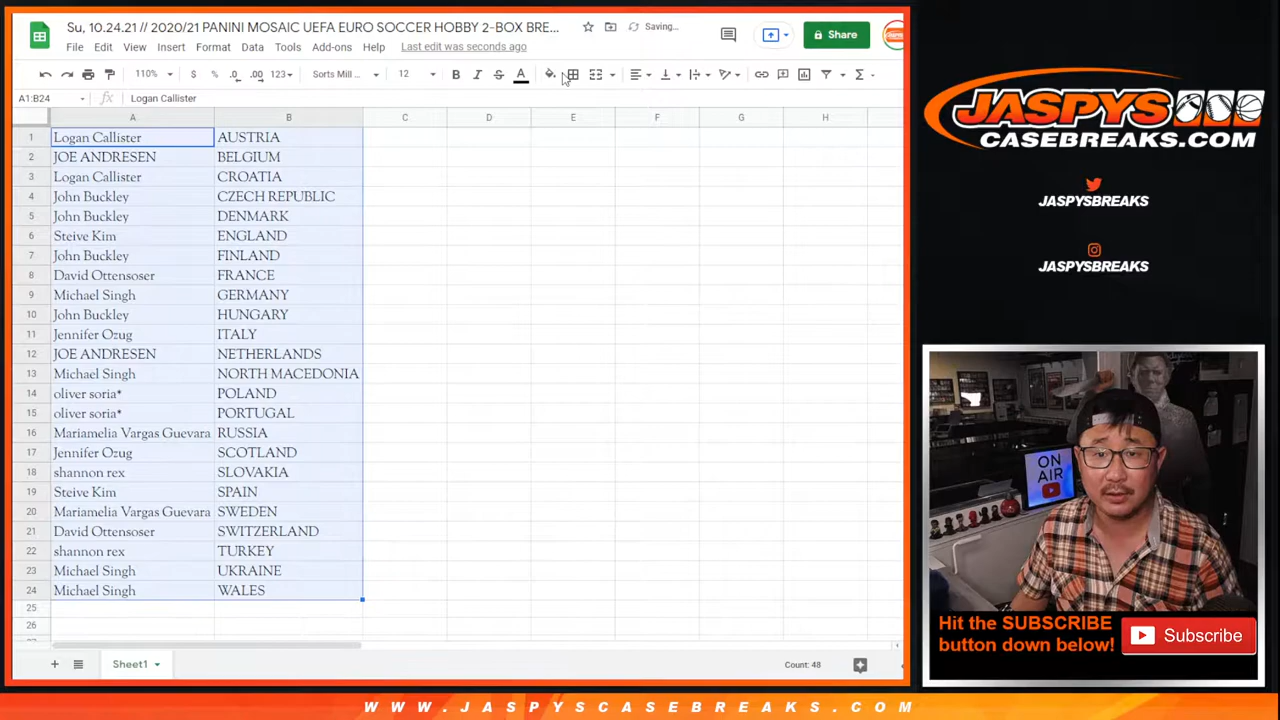 Su, 10.24.21 // 2020/21 PANINI MOSAIC UEFA EURO SOCCER HOBBY 2-BOX BRE...
Saving...
Share
File Edit View Insert Format Data Tools Add-ons Help Last edit was seconds ago
110% $ % .0 .00 123 Sorts Mill ... 12 B I S A
A1:B24 fx Logan Callister
A B C D E F G H
1 Logan Callister AUSTRIA
2 JOE ANDRESEN BELGIUM
3 Logan Callister CROATIA
4 John Buckley CZECH REPUBLIC
5 John Buckley DENMARK
6 Steive Kim ENGLAND
7 John Buckley FINLAND
8 David Ottensoser FRANCE
9 Michael Singh GERMANY
10 John Buckley HUNGARY
11 Jennifer Ozug ITALY
12 JOE ANDRESEN NETHERLANDS
13 Michael Singh NORTH MACEDONIA
14 oliver soria* POLAND
15 oliver soria* PORTUGAL
16 Mariamelia Vargas Guevara RUSSIA
17 Jennifer Ozug SCOTLAND
18 shannon rex SLOVAKIA
19 Steive Kim SPAIN
20 Mariamelia Vargas Guevara SWEDEN
21 David Ottensoser SWITZERLAND
22 shannon rex TURKEY
23 Michael Singh UKRAINE
24 Michael Singh WALES
25
26
Sheet1
Count: 48
JASPYS
CASEBREAKS.COM
JASPYSBREAKS
JASPYSBREAKS
ON AIR
Hit the SUBSCRIBE
button down below!
Subscribe
WWW.JASPYSCASEBREAKS.COM